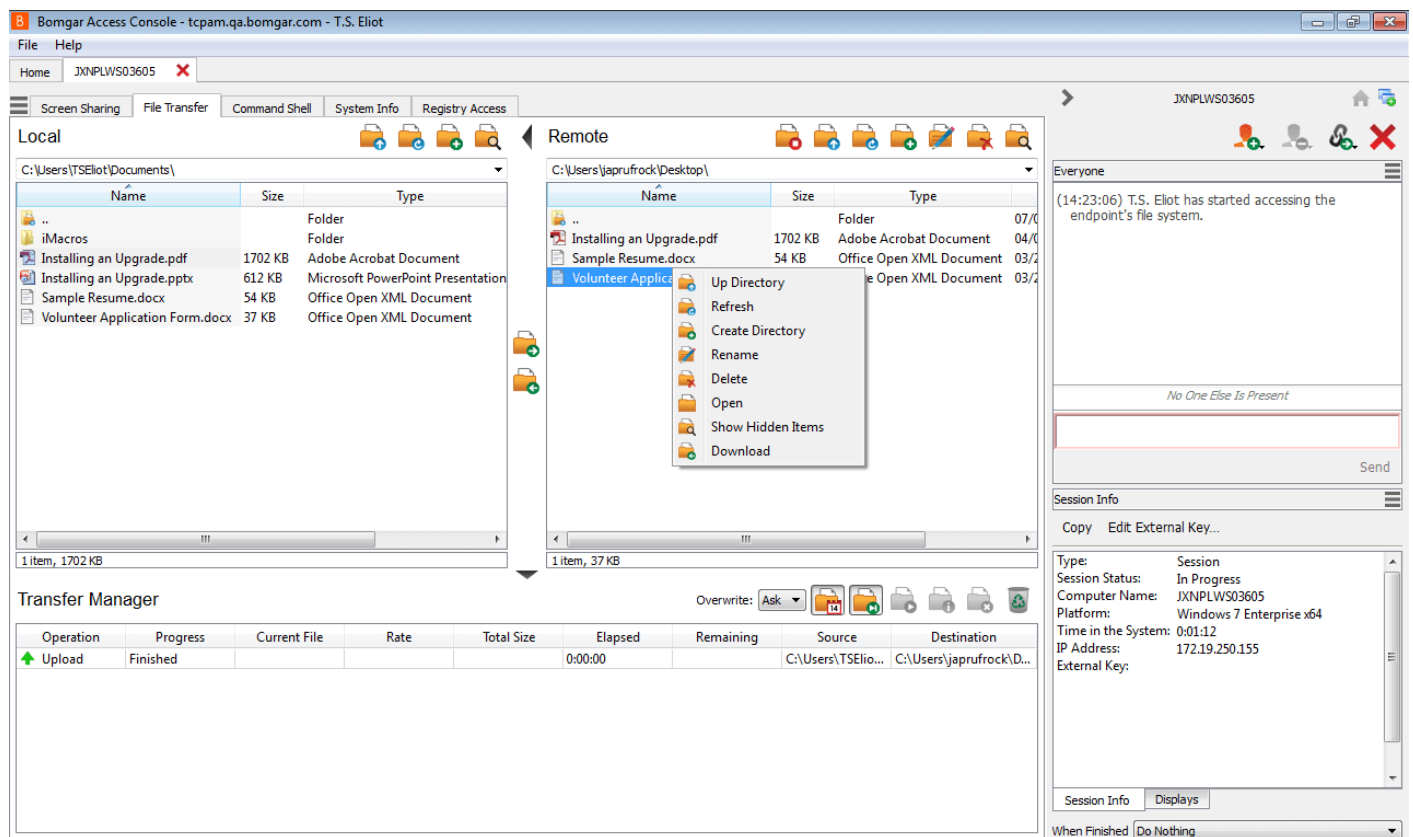 B Bomgar Access Console - tcpam.qa.bomgar.com - T.S. Eliot
File Help
Home JXNPLWS03605
Screen Sharing File Transfer Command Shell System Info Registry Access
Local
C:\Users\TSEliot\Documents\
Name Size Type
.. Folder
iMacros Folder
Installing an Upgrade.pdf 1702 KB Adobe Acrobat Document
Installing an Upgrade.pptx 612 KB Microsoft PowerPoint Presentation
Sample Resume.docx 54 KB Office Open XML Document
Volunteer Application Form.docx 37 KB Office Open XML Document
1 item, 1702 KB
Remote
C:\Users\japrufrock\Desktop\
Name Size Type
.. Folder 07/0
Installing an Upgrade.pdf 1702 KB Adobe Acrobat Document 04/0
Sample Resume.docx 54 KB Office Open XML Document 03/2
Volunteer Applica e Open XML Document 03/2
Up Directory
Refresh
Create Directory
Rename
Delete
Open
Show Hidden Items
Download
1 item, 37 KB
Transfer Manager
Overwrite: Ask 14
Operation Progress Current File Rate Total Size Elapsed Remaining Source Destination
Upload Finished 0:00:00 C:\Users\TSElio... C:\Users\japrufrock\D...
JXNPLWS03605
Everyone
(14:23:06) T.S. Eliot has started accessing the
endpoint's file system.
No One Else Is Present
Send
Session Info
Copy Edit External Key...
Type: Session
Session Status: In Progress
Computer Name: JXNPLWS03605
Platform: Windows 7 Enterprise x64
Time in the System: 0:01:12
IP Address: 172.19.250.155
External Key:
Session Info Displays
When Finished Do Nothing